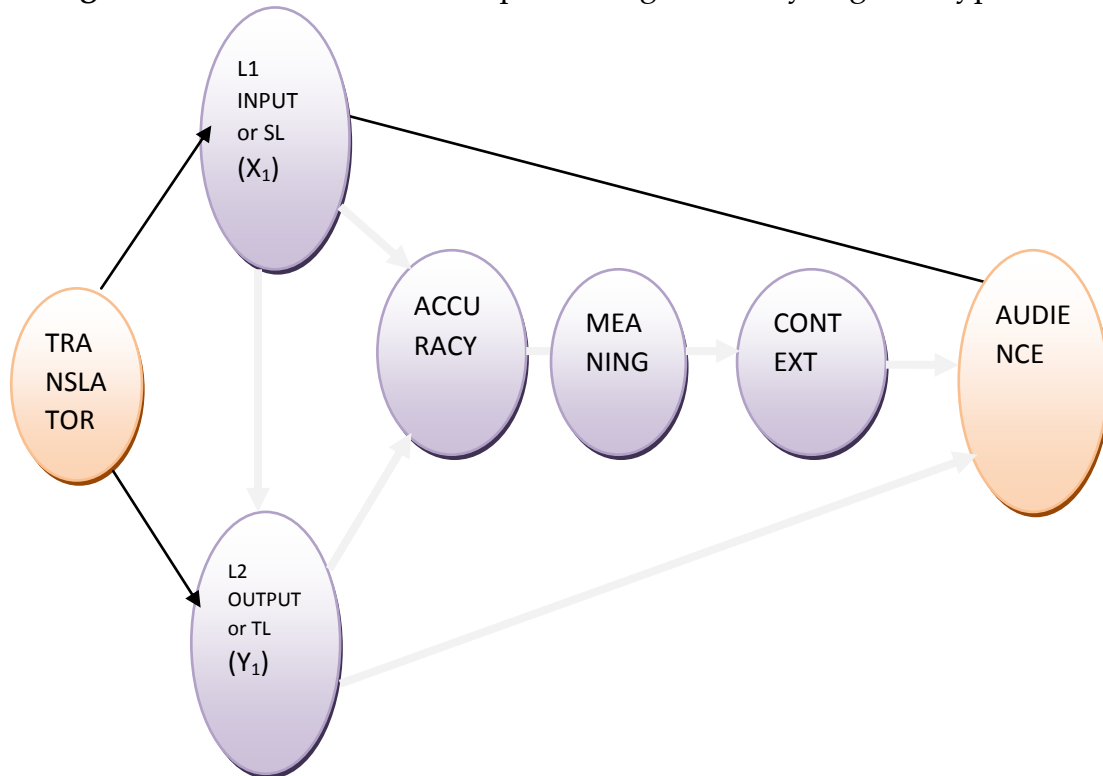 L1
INPUT
or SL
(X₁)
ACCU
RACY
MEA
NING
CONT
EXT
AUDIE
NCE
TRA
NSLA
TOR
L2
OUTPUT
or TL
(Y₁)